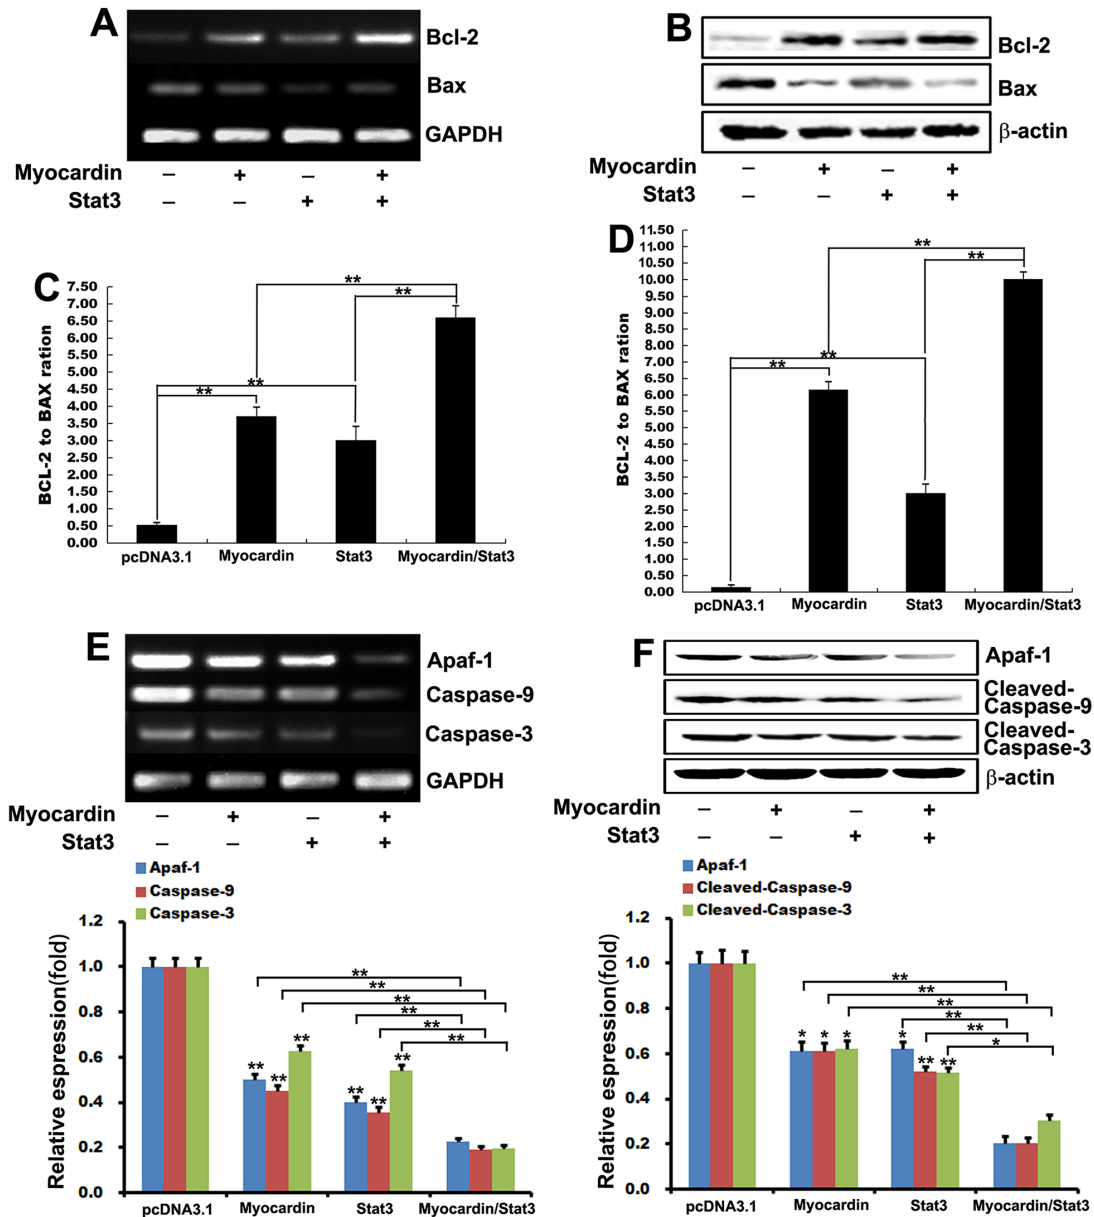 A
Bcl-2
Bax
GAPDH
Myocardin – + – +
Stat3 – – + +
B
Bcl-2
Bax
β-actin
Myocardin – + – +
Stat3 – – + +
C
BCL-2 to BAX ration
7.50
7.00
6.50
6.00
5.50
5.00
4.50
4.00
3.50
3.00
2.50
2.00
1.50
1.00
0.50
0.00
**
**
**
**
pcDNA3.1 Myocardin Stat3 Myocardin/Stat3
D
BCL-2 to BAX ration
11.50
11.00
10.50
10.00
9.50
9.00
8.50
8.00
7.50
7.00
6.50
6.00
5.50
5.00
4.50
4.00
3.50
3.00
2.50
2.00
1.50
1.00
0.50
0.00
**
**
**
**
pcDNA3.1 Myocardin Stat3 Myocardin/Stat3
E
Apaf-1
Caspase-9
Caspase-3
GAPDH
Myocardin – + – +
Stat3 – – + +
Apaf-1
Caspase-9
Caspase-3
Relative espression(fold)
1.2
1.0
0.8
0.6
0.4
0.2
0.0
**
**
**
**
**
**
** ** **
** ** **
pcDNA3.1 Myocardin Stat3 Myocardin/Stat3
F
Apaf-1
Cleaved-
Caspase-9
Cleaved-
Caspase-3
β-actin
Myocardin – + – +
Stat3 – – + +
Apaf-1
Cleaved-Caspase-9
Cleaved-Caspase-3
Relative espression(fold)
1.2
1.0
0.8
0.6
0.4
0.2
0.0
**
**
**
**
**
*
* * *
* ** **
pcDNA3.1 Myocardin Stat3 Myocardin/Stat3